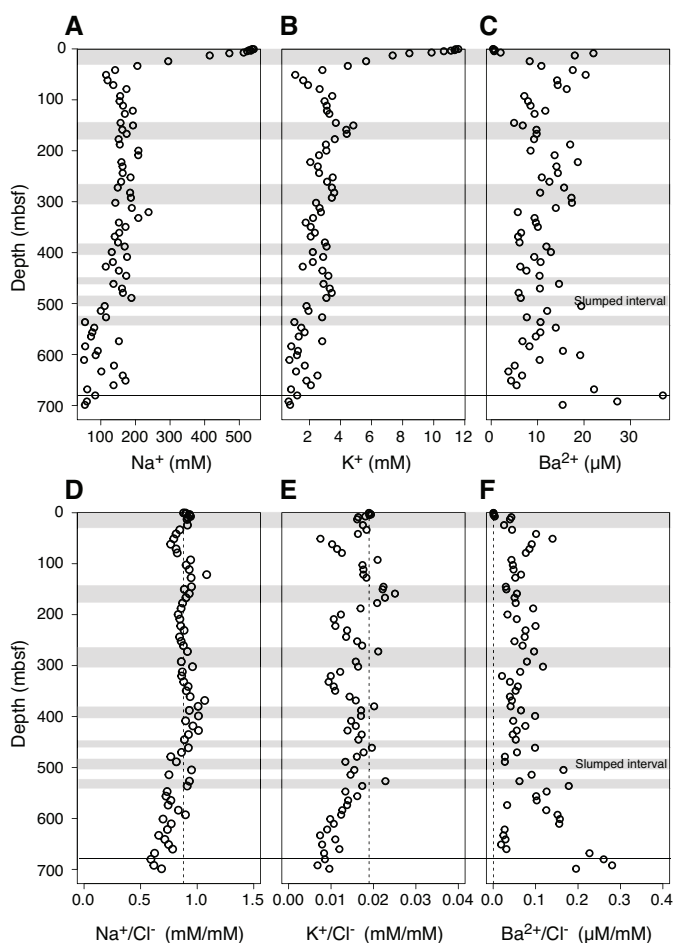 A B C
0
100
200
300
400
500
600
700
Depth (mbsf)
Slumped interval
100 200 300 400 500
2 4 6 8 10 12
0 10 20 30
Na⁺ (mM)
K⁺ (mM)
Ba²⁺ (µM)
D E F
0
100
200
300
400
500
600
700
Depth (mbsf)
Slumped interval
0.0 0.5 1.0 1.5
0.00 0.01 0.02 0.03 0.04
0.0 0.1 0.2 0.3 0.4
Na⁺/Cl⁻ (mM/mM)
K⁺/Cl⁻ (mM/mM)
Ba²⁺/Cl⁻ (µM/mM)